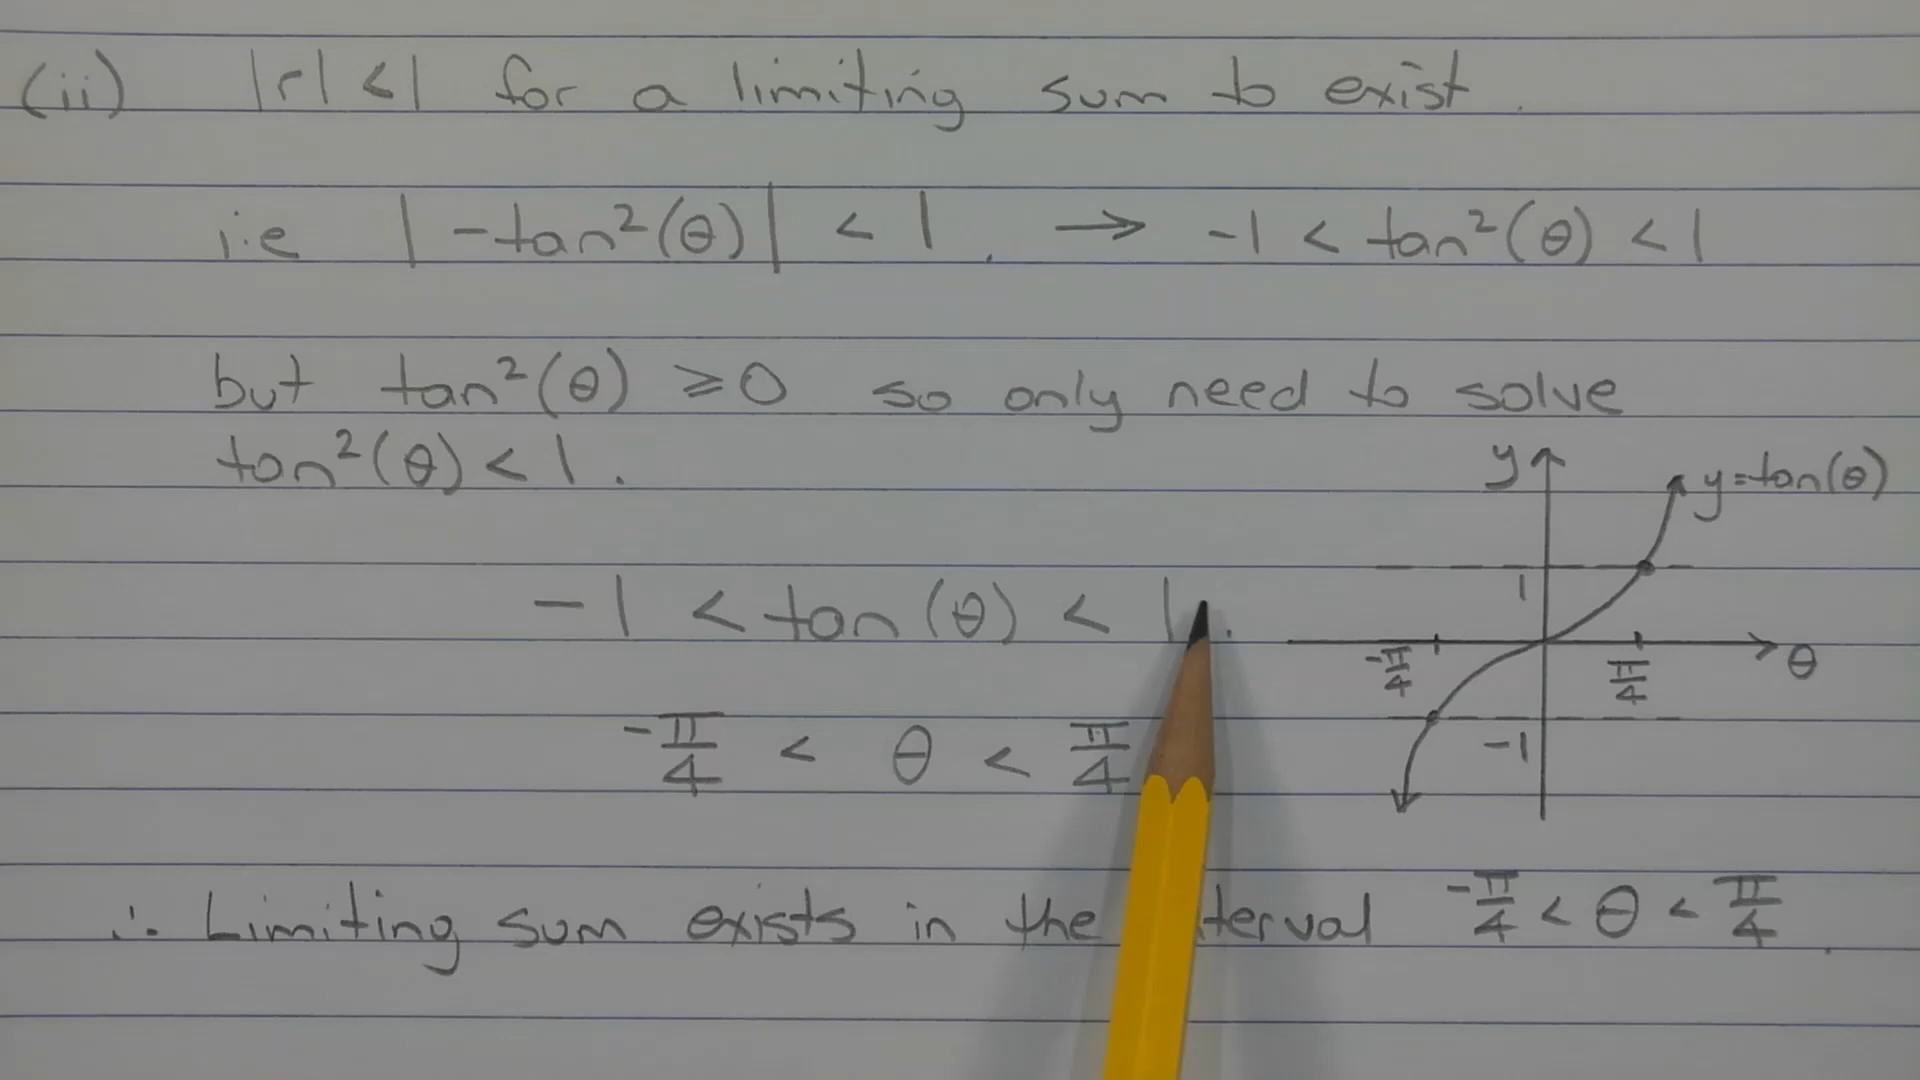 (ii) |r| < 1 for a limiting sum to exist.
i.e |-tan²(θ)| < 1. → -1 < tan²(θ) < 1
but tan²(θ) ≥ 0 so only need to solve
tan²(θ) < 1.
y
y=tan(θ)
1
-1 < tan(θ) < 1.
-π/4
π/4
θ
-π/4 < θ < π/4
-1
∴ Limiting sum exists in the terval -π/4 < θ < π/4.